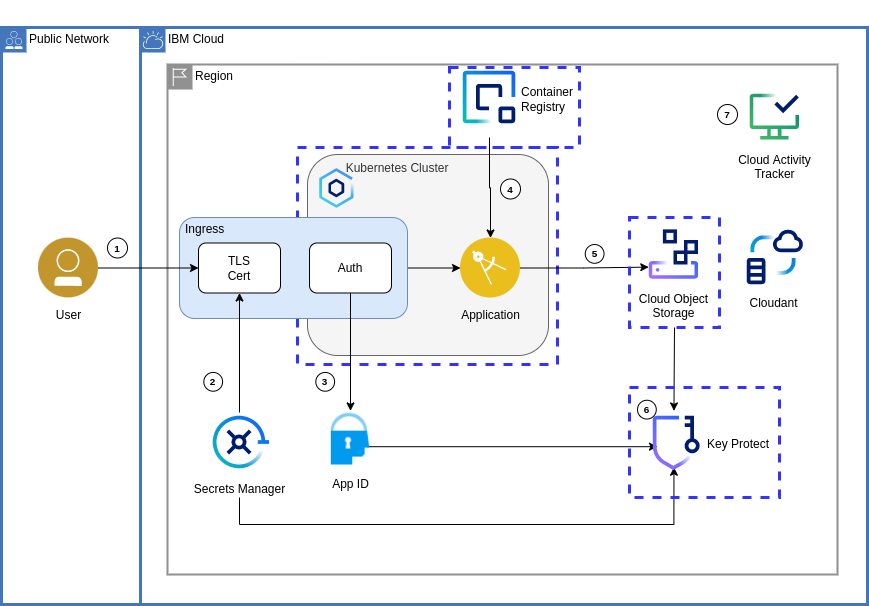 Public Network
IBM Cloud
Region
Container
Registry
7
Cloud Activity
Tracker
Kubernetes Cluster
4
Ingress
TLS
Cert
Auth
1
User
Application
5
Cloud Object
Storage
Cloudant
2
3
6
Key Protect
Secrets Manager
App ID